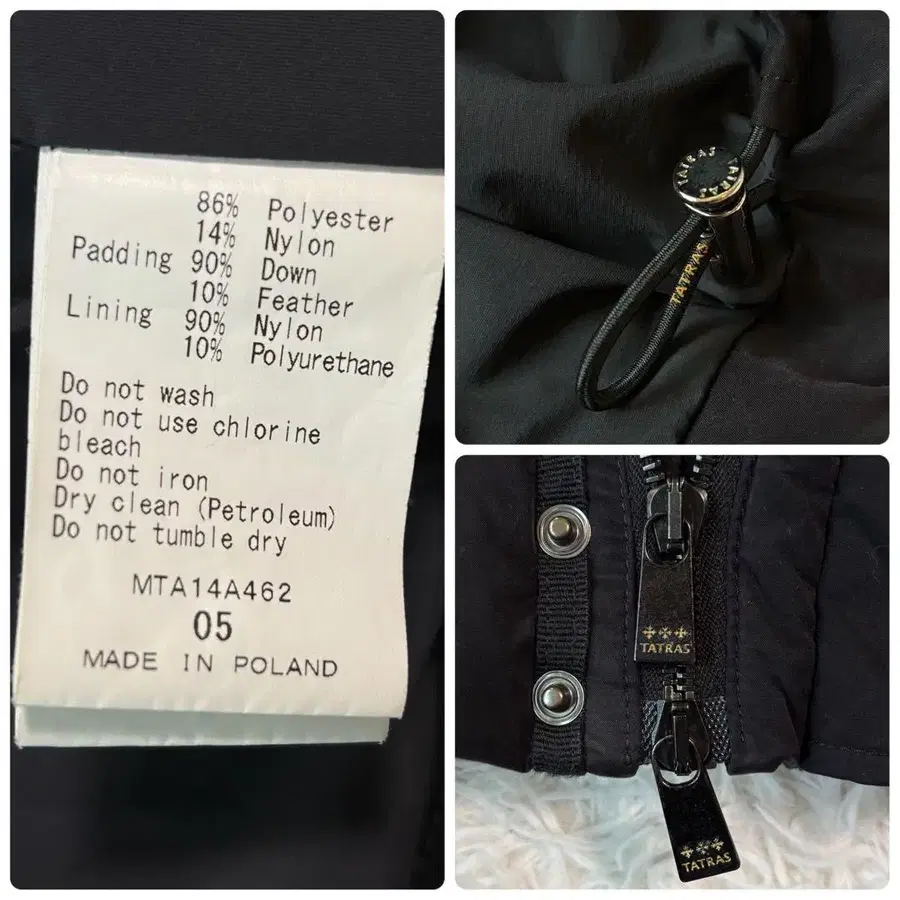 86% Polyester
14% Nylon
Padding 90% Down
10% Feather
Lining 90% Nylon
10% Polyurethane
Do not wash
Do not use chlorine
bleach
Do not iron
Dry clean (Petroleum)
Do not tumble dry
MTA14A462
05
MADE IN POLAND
TATRAS TATRAS
TATRAS
TATRAS
TATRAS